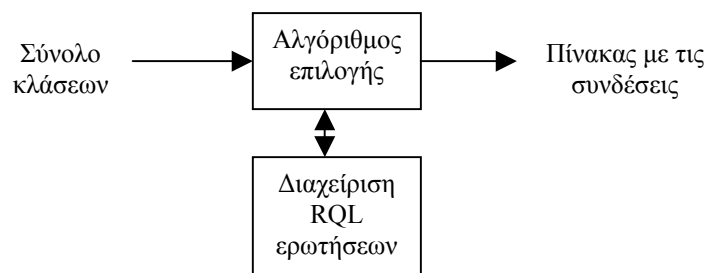 Σύνολο
κλάσεων
Αλγόριθμος
επιλογής
Πίνακας με τις
συνδέσεις
Διαχείριση
RQL
ερωτήσεων